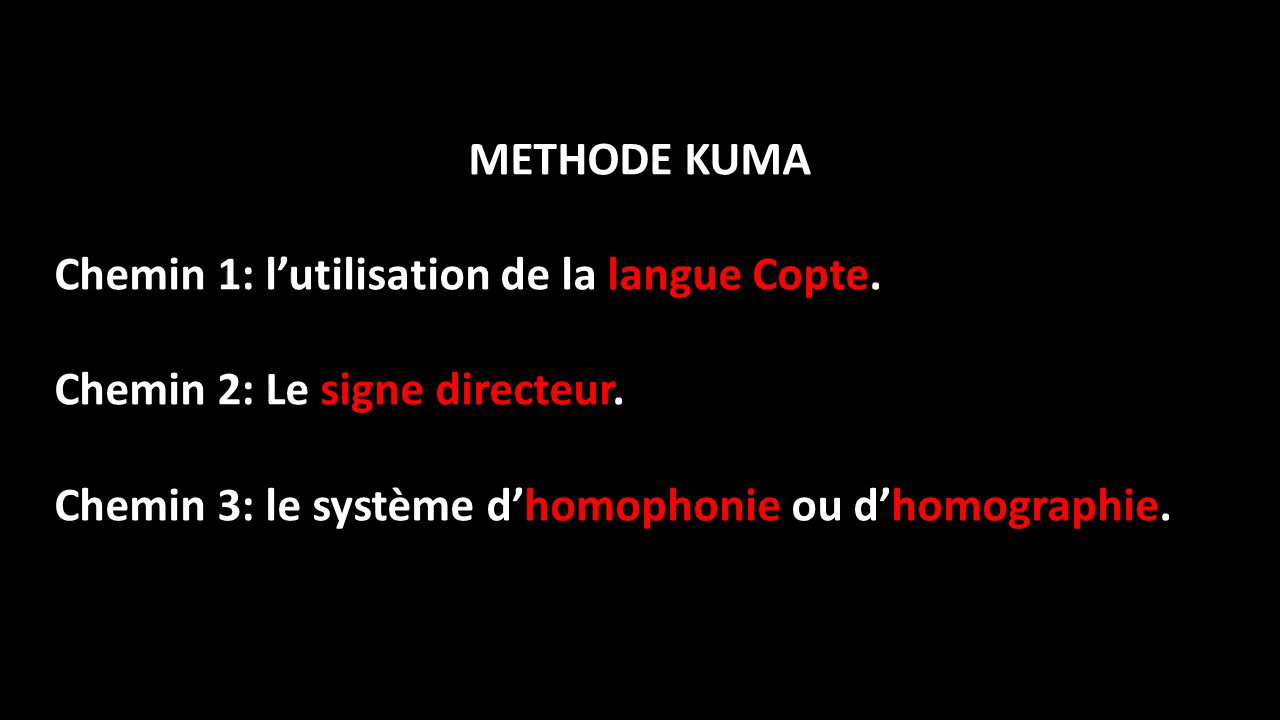 METHODE KUMA
Chemin 1: l’utilisation de la langue Copte.
Chemin 2: Le signe directeur.
Chemin 3: le système d’homophonie ou d’homographie.